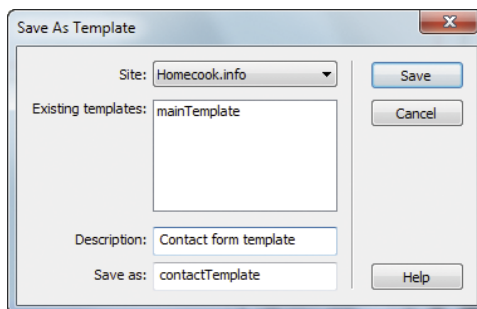 Save As Template
Site: Homecook.info
Save
Existing templates: mainTemplate
Cancel
Description: Contact form template
Save as: contactTemplate
Help